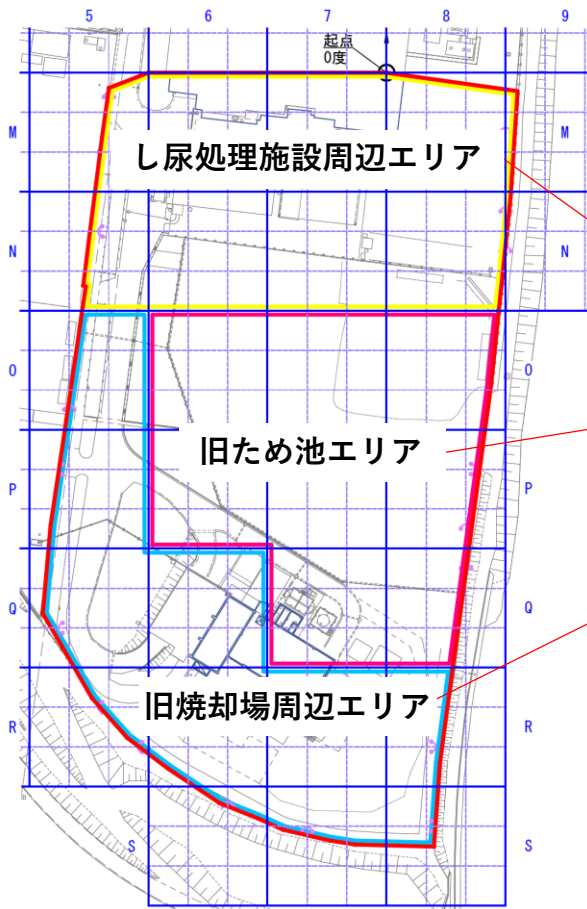 5 6 7 8 9
起点
0度
M M
し尿処理施設周辺エリア
N N
O O
旧ため池エリア
P P
Q Q
旧焼却場周辺エリア
R R
S S